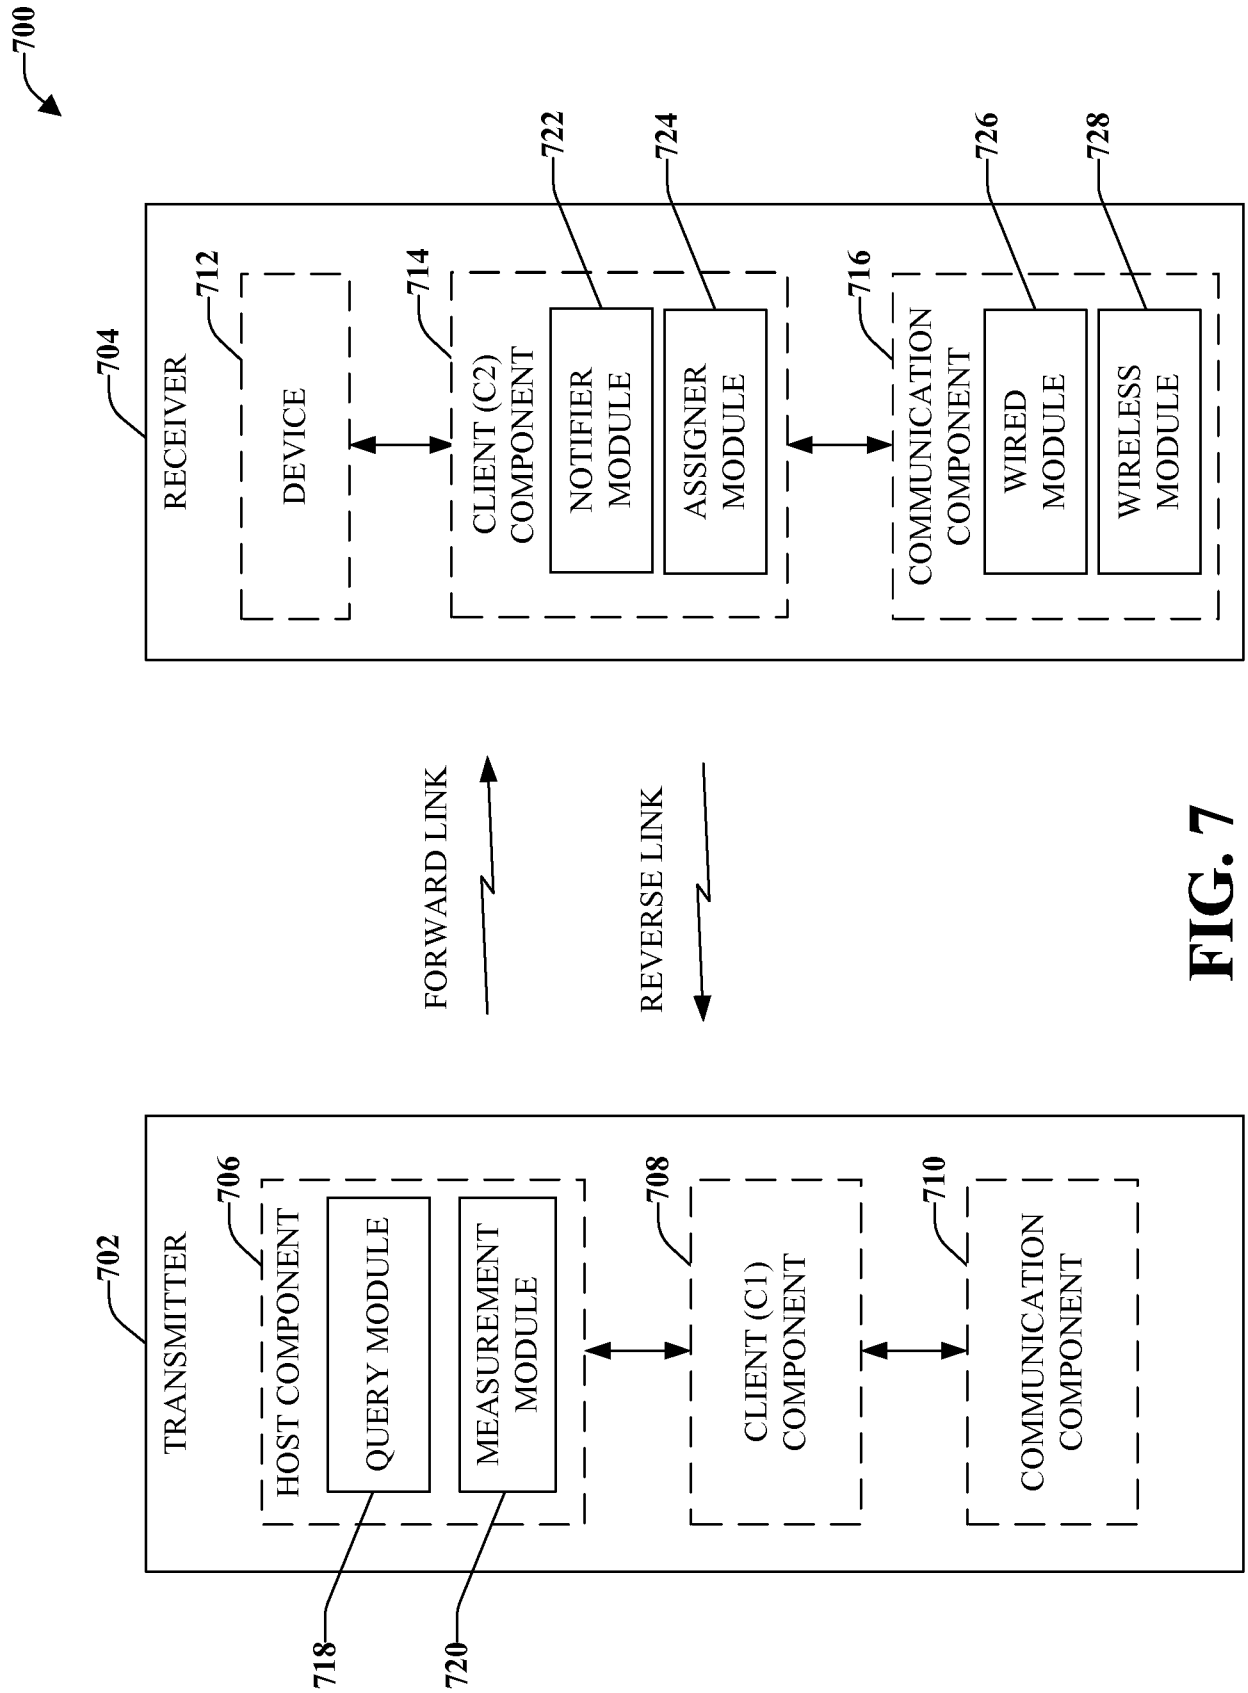 700
702
TRANSMITTER
706
HOST COMPONENT
718
QUERY MODULE
720
MEASUREMENT
MODULE
708
CLIENT (C1)
COMPONENT
710
COMMUNICATION
COMPONENT
FORWARD LINK
REVERSE LINK
704
RECEIVER
712
DEVICE
714
CLIENT (C2)
COMPONENT
722
NOTIFIER
MODULE
724
ASSIGNER
MODULE
716
COMMUNICATION
COMPONENT
726
WIRED
MODULE
728
WIRELESS
MODULE
FIG. 7